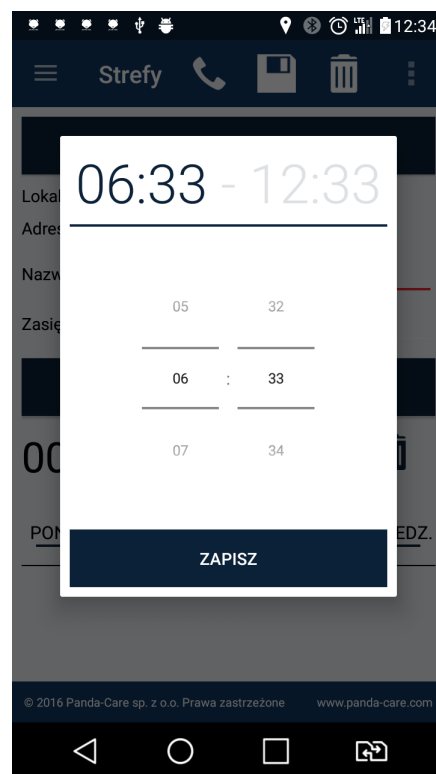 12:34
Strefy
06:33 - 12:33
Lokal
Adres
Nazw
Zasię
05 32
06 : 33
07 34
00
PON
EDZ.
ZAPISZ
© 2016 Panda-Care sp. z o.o. Prawa zastrzeżone www.panda-care.com